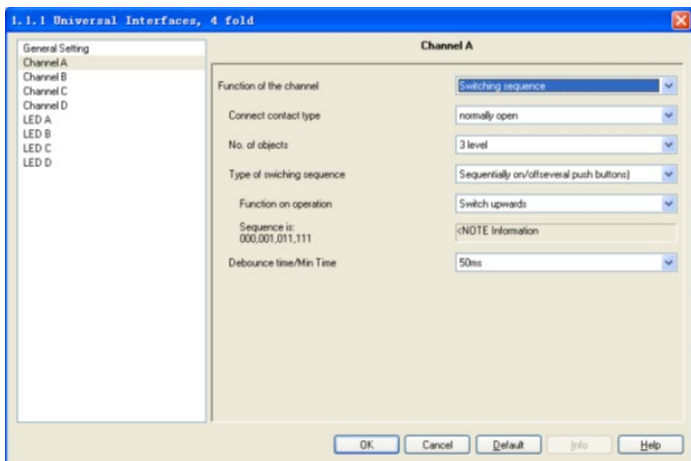 1.1.1 Universal Interfaces, 4 fold
General Setting
Channel A
Channel B
Channel C
Channel D
LED A
LED B
LED C
LED D
Channel A
Function of the channel
Switching sequence
Connect contact type
normally open
No. of objects
3 level
Type of swiching sequence
Sequentially on/offseveral push buttons)
Function on operation
Switch upwards
Sequence is:
000,001,011,111
<NOTE Information
Debounce time/Min Time
50ms
OK
Cancel
Default
Info
Help